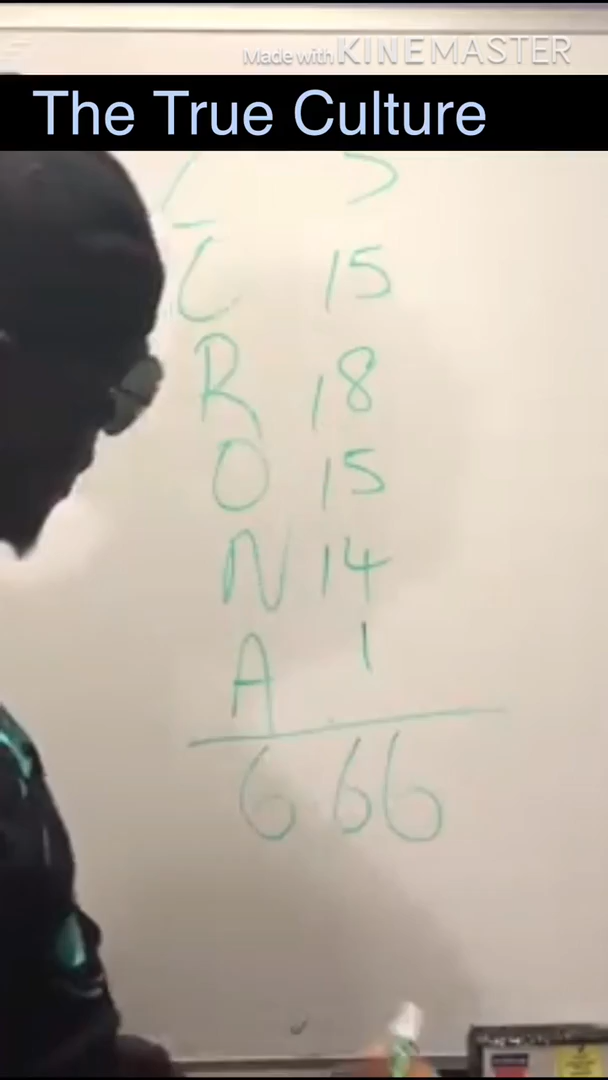 Made with KINEMASTER
The True Culture
15
R 18
O 15
N 14
A 1
666